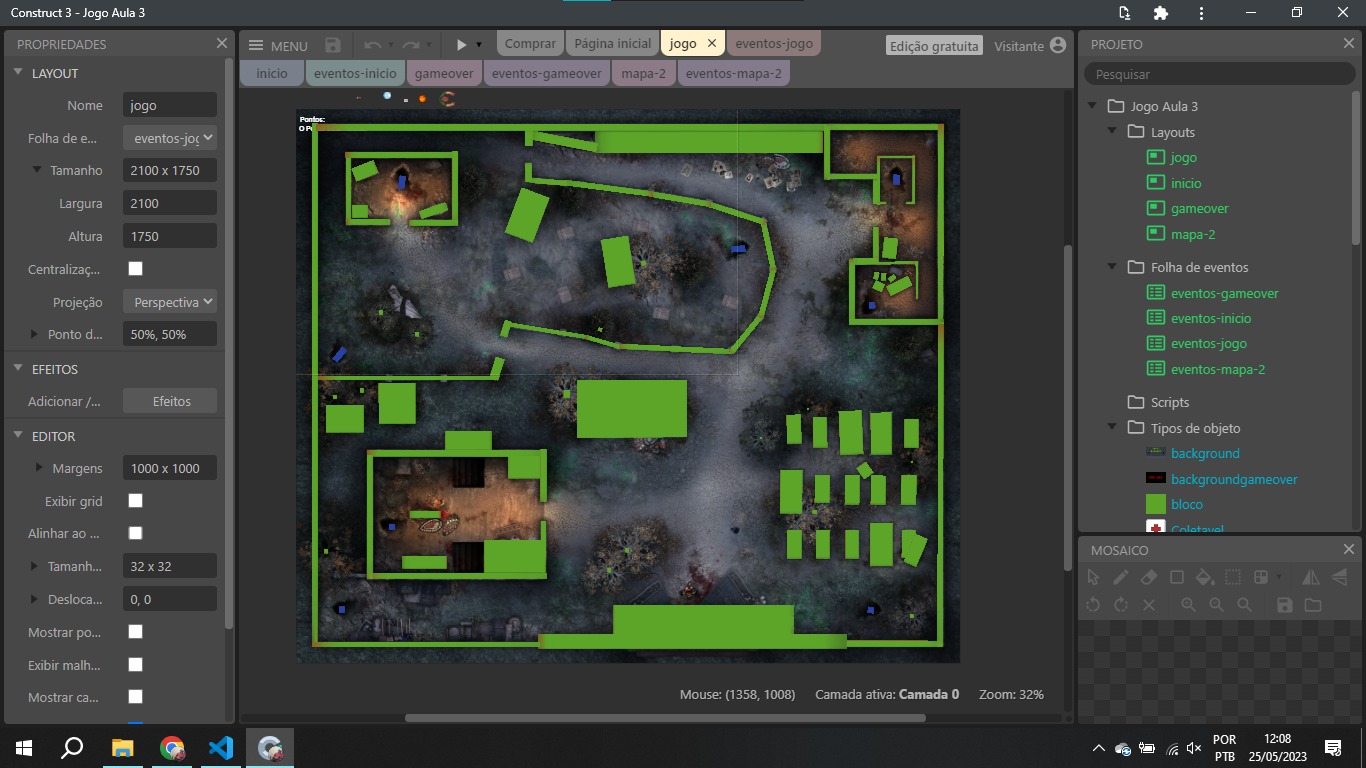 Construct 3 - Jogo Aula 3
PROPRIEDADES
LAYOUT
Nome
jogo
Folha de e...
eventos-jog
Tamanho
2100 x 1750
Largura
2100
Altura
1750
Centralizaç...
Projeção
Perspectiva
Ponto d...
50%, 50%
EFEITOS
Adicionar /...
Efeitos
EDITOR
Margens
1000 x 1000
Exibir grid
Alinhar ao ...
Tamanh...
32 x 32
Desloca...
0, 0
Mostrar po...
Exibir malh...
Mostrar ca...
MENU
Comprar
Página inicial
jogo
eventos-jogo
Edição gratuita
Visitante
inicio
eventos-inicio
gameover
eventos-gameover
mapa-2
eventos-mapa-2
Pontos:
Mouse: (1358, 1008)
Camada ativa: Camada 0
Zoom: 32%
PROJETO
Pesquisar
Jogo Aula 3
Layouts
jogo
inicio
gameover
mapa-2
Folha de eventos
eventos-gameover
eventos-inicio
eventos-jogo
eventos-mapa-2
Scripts
Tipos de objeto
background
backgroundgameover
bloco
Coletavel
MOSAICO
POR
PTB
12:08
25/05/2023